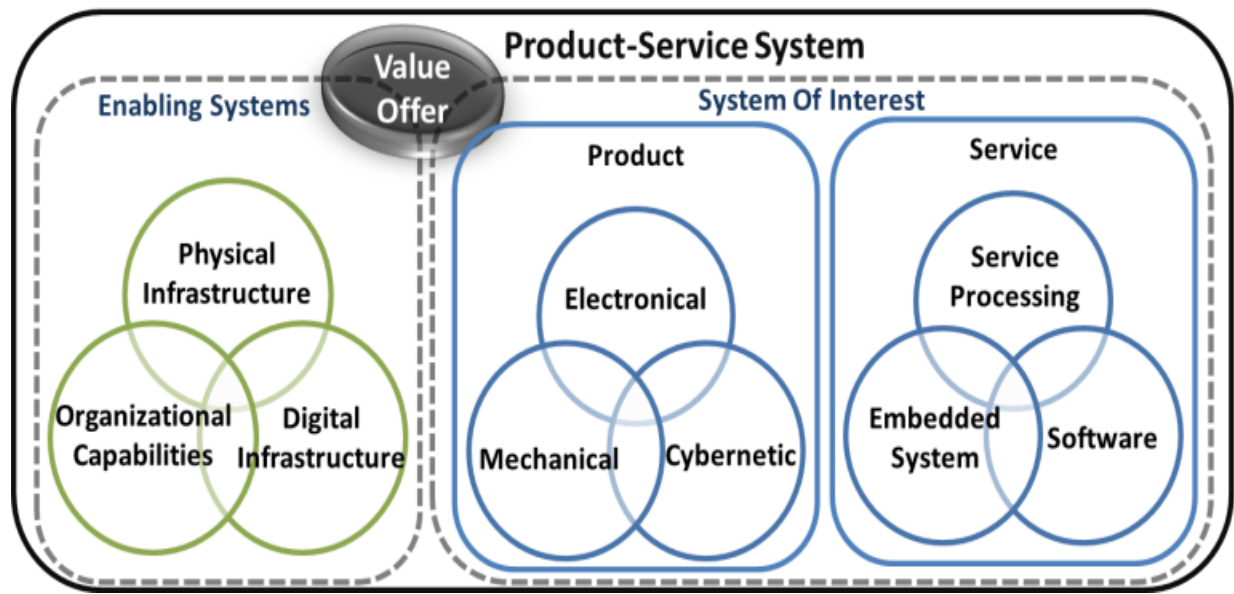 Product-Service System
Value
Offer
Enabling Systems
System Of Interest
Physical
Infrastructure
Organizational
Capabilities
Digital
Infrastructure
Product
Electronical
Mechanical
Cybernetic
Service
Service
Processing
Embedded
System
Software